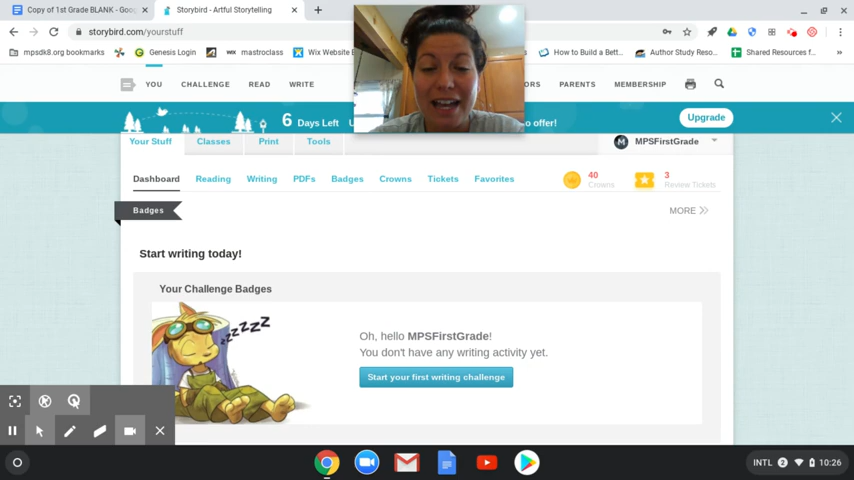 Copy of 1st Grade BLANK - Goo
Storybird - Artful Storytelling
storybird.com/yourstuff
mpsdk8.org bookmarks
Genesis Login
WIX mastroclass
Wix Website
How to Build a Bett...
Author Study Reso...
Shared Resources f...
YOU CHALLENGE READ WRITE
ORS PARENTS MEMBERSHIP
6 Days Left
o offer!
Upgrade
Your Stuff Classes Print Tools
M MPSFirstGrade
Dashboard Reading Writing PDFs Badges Crowns Tickets Favorites
40 Crowns
3 Review Tickets
Badges
MORE
Start writing today!
Your Challenge Badges
zzzzz
Oh, hello MPSFirstGrade!
You don't have any writing activity yet.
Start your first writing challenge
INTL 2 10:26